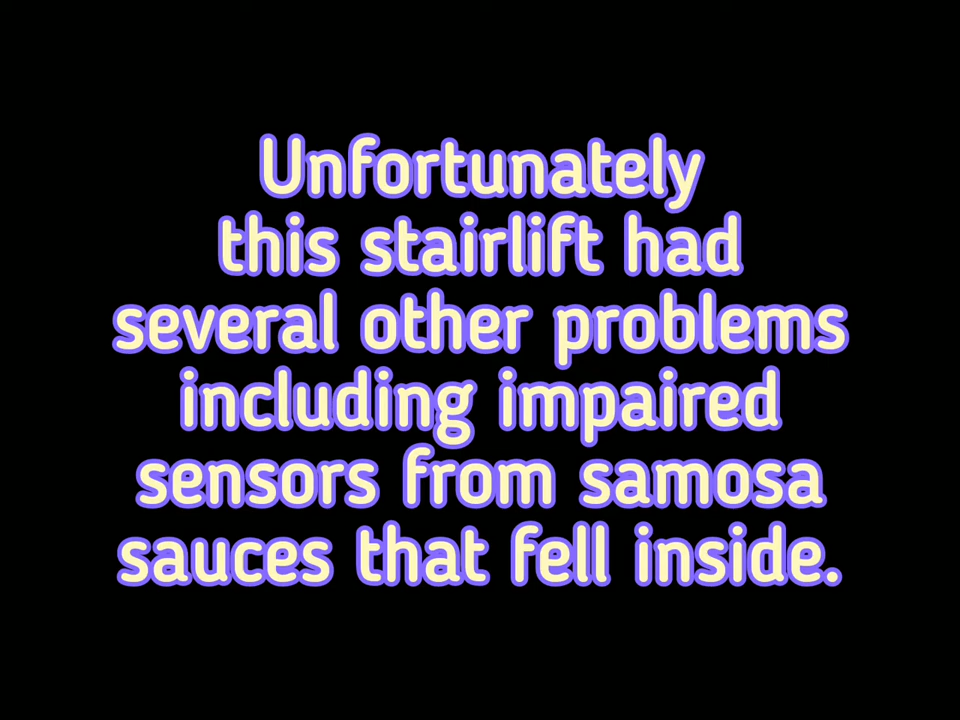 Unfortunately
this stairlift had
several other problems
including impaired
sensors from samosa
sauces that fell inside.